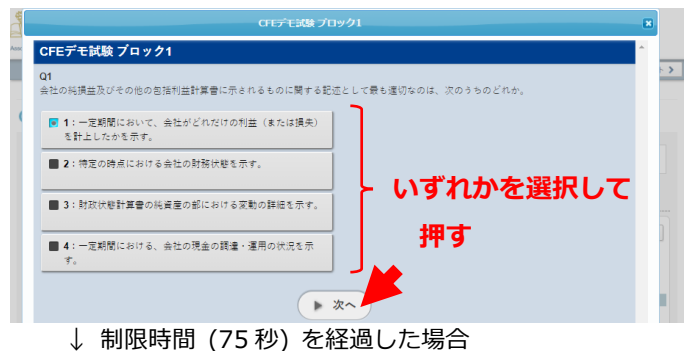 CFEデモ試験 ブロック1
CFEデモ試験 ブロック1
Q1
会社の純損益及びその他の包括利益計算書に示されるものに関する記述として最も適切なのは、次のうちのどれか。
1：一定期間において、会社がどれだけの利益（または損失）
を計上したかを示す。
2：特定の時点における会社の財務状態を示す。
3：財政状態計算書の純資産の部における変動の詳細を示す。
4：一定期間における、会社の現金の調達・運用の状況を示
す。
いずれかを選択して
押す
次へ
↓ 制限時間 (75 秒) を経過した場合